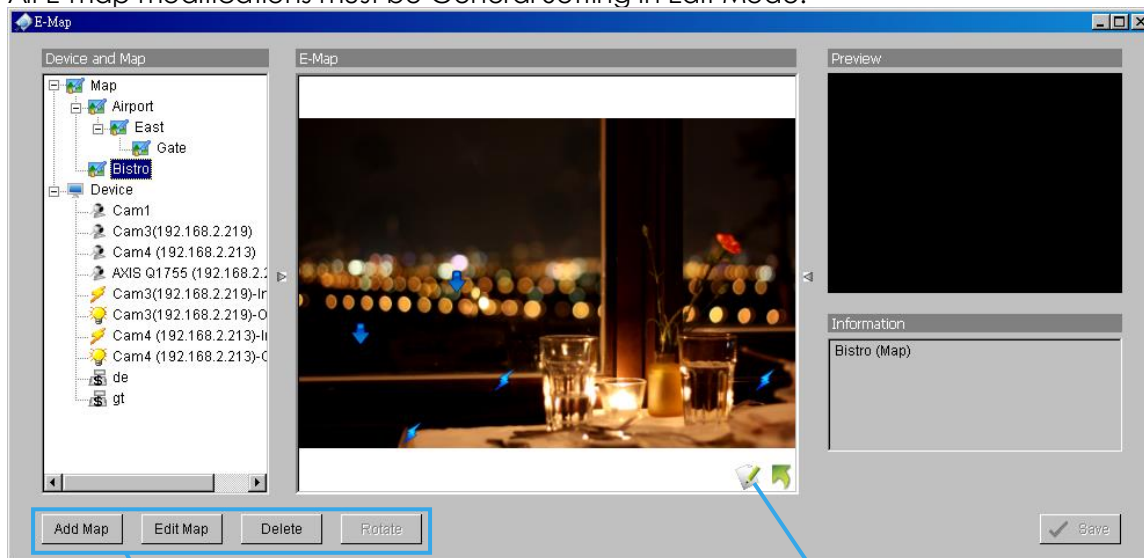 All E-Map modifications must be General Setting in Edit Mode.
E-Map
Device and Map
Map
Airport
East
Gate
Bistro
Device
Cam1
Cam3(192.168.2.219)
Cam4 (192.168.2.213)
AXIS Q1755 (192.168.2.
Cam3(192.168.2.219)-In
Cam3(192.168.2.219)-O
Cam4 (192.168.2.213)-I
Cam4 (192.168.2.213)-
de
gt
E-Map
Preview
Information
Bistro (Map)
Add Map
Edit Map
Delete
Rotate
Save